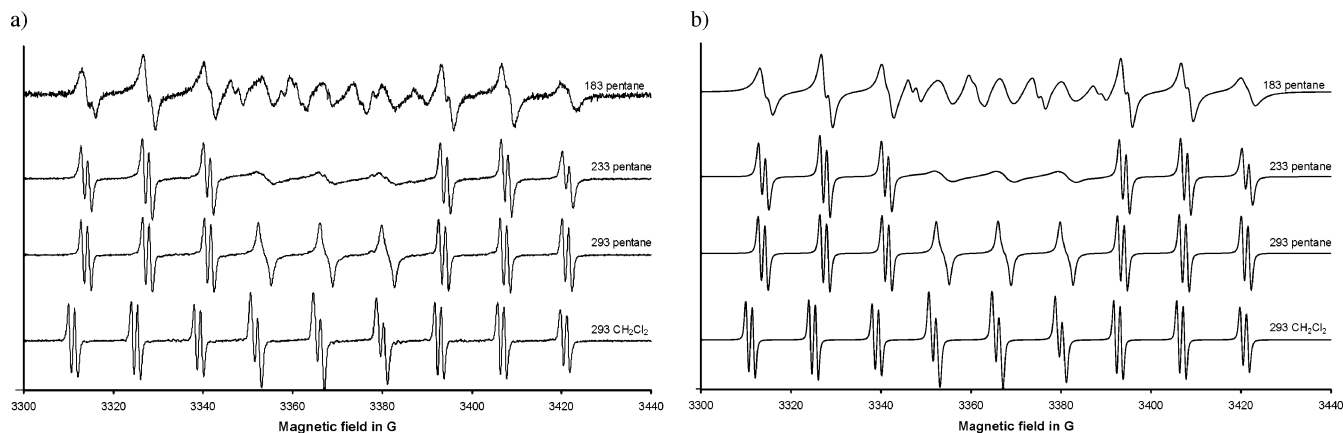 a)
183 pentane
233 pentane
293 pentane
293 CH₂Cl₂
3300 3320 3340 3360 3380 3400 3420 3440
Magnetic field in G
b)
183 pentane
233 pentane
293 pentane
293 CH₂Cl₂
3300 3320 3340 3360 3380 3400 3420 3440
Magnetic field in G